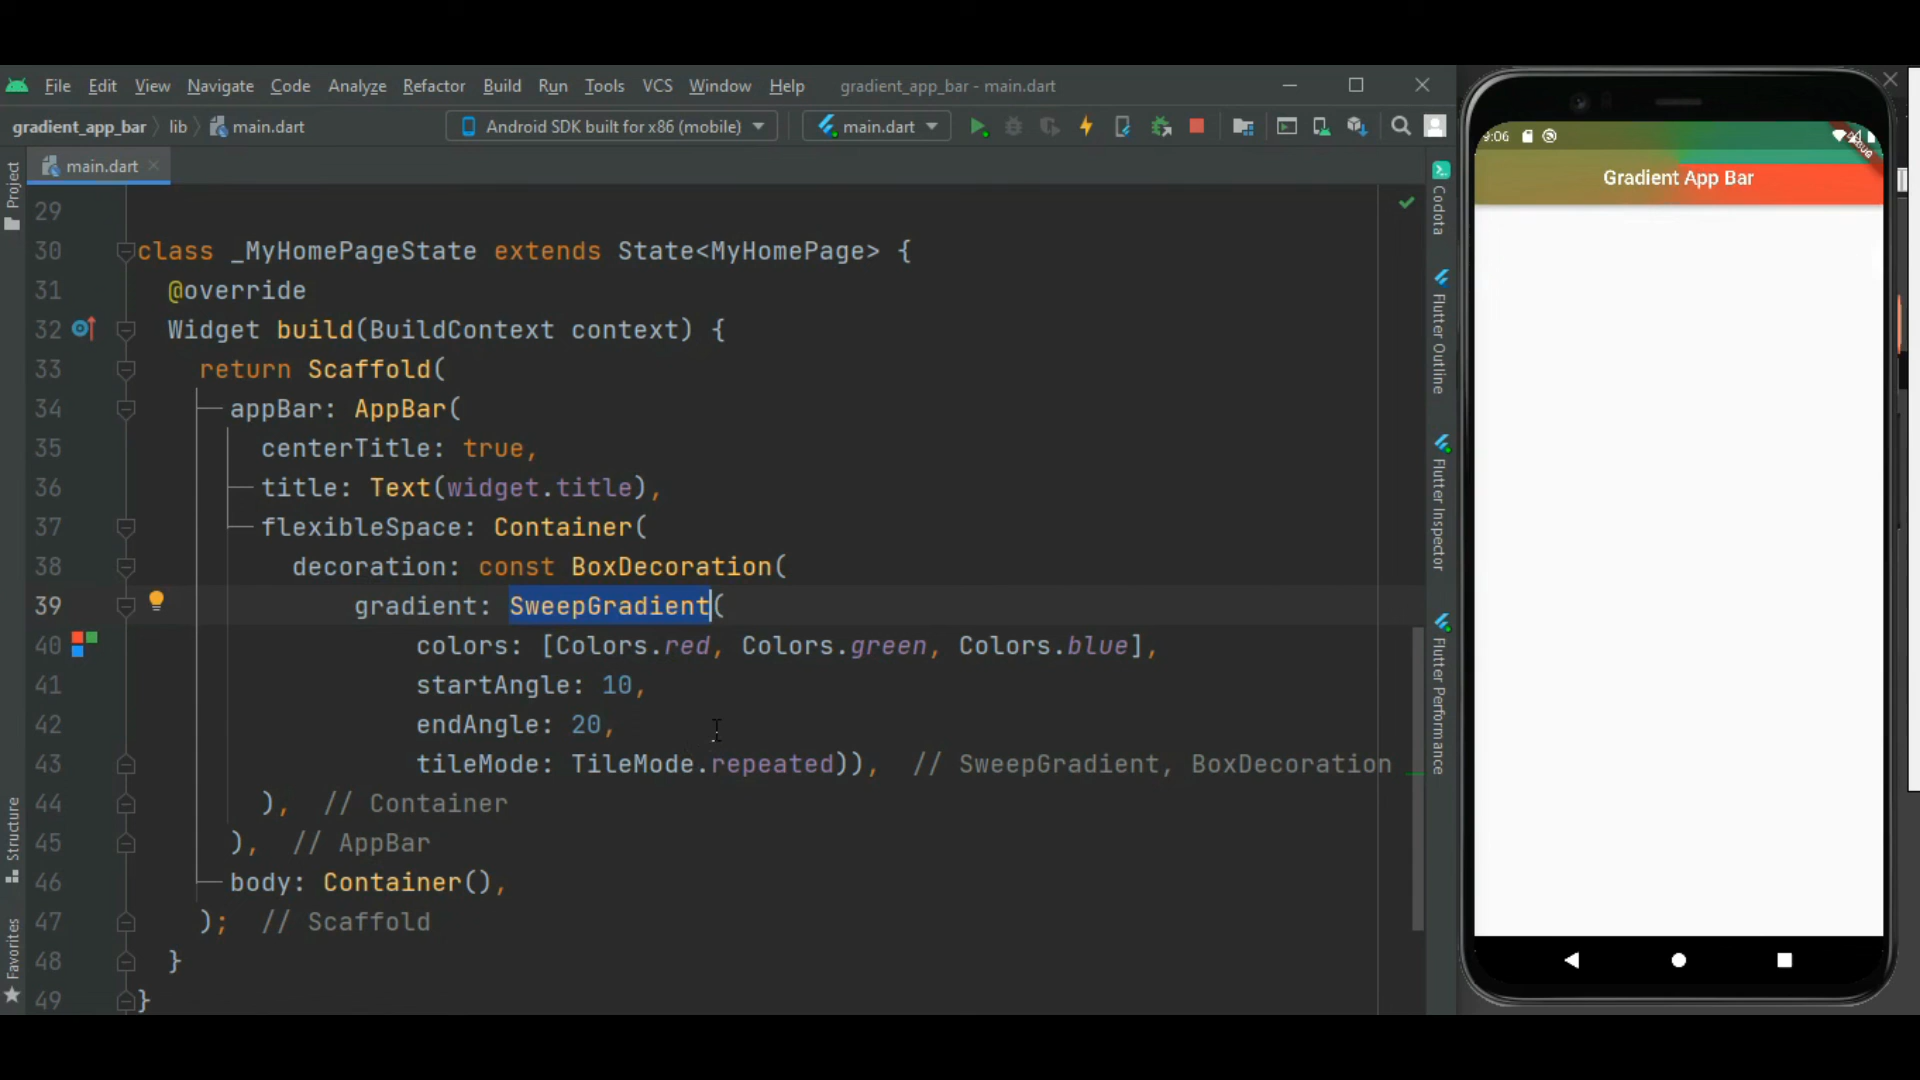 File Edit View Navigate Code Analyze Refactor Build Run Tools VCS Window Help gradient_app_bar - main.dart
gradient_app_bar lib main.dart Android SDK built for x86 (mobile) main.dart
main.dart
Project
Structure
Favorites
29
30 class _MyHomePageState extends State<MyHomePage> {
31 @override
32 Widget build(BuildContext context) {
33 return Scaffold(
34 appBar: AppBar(
35 centerTitle: true,
36 title: Text(widget.title),
37 flexibleSpace: Container(
38 decoration: const BoxDecoration(
39 gradient: SweepGradient(
40 colors: [Colors.red, Colors.green, Colors.blue],
41 startAngle: 10,
42 endAngle: 20,
43 tileMode: TileMode.repeated)), // SweepGradient, BoxDecoration
44 ), // Container
45 ), // AppBar
46 body: Container(),
47 ); // Scaffold
48 }
49 }
Codota
Flutter Outline
Flutter Inspector
Flutter Performance
9:06
DEBUG
Gradient App Bar